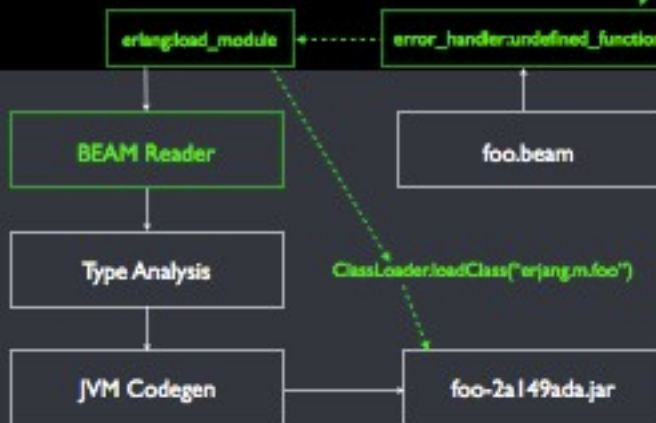 erlang:load_module
error_handler:undefined_function
BEAM Reader
foo.beam
Type Analysis
ClassLoader.loadClass("erjang.m.foo")
JVM Codegen
foo-2a149ada.jar